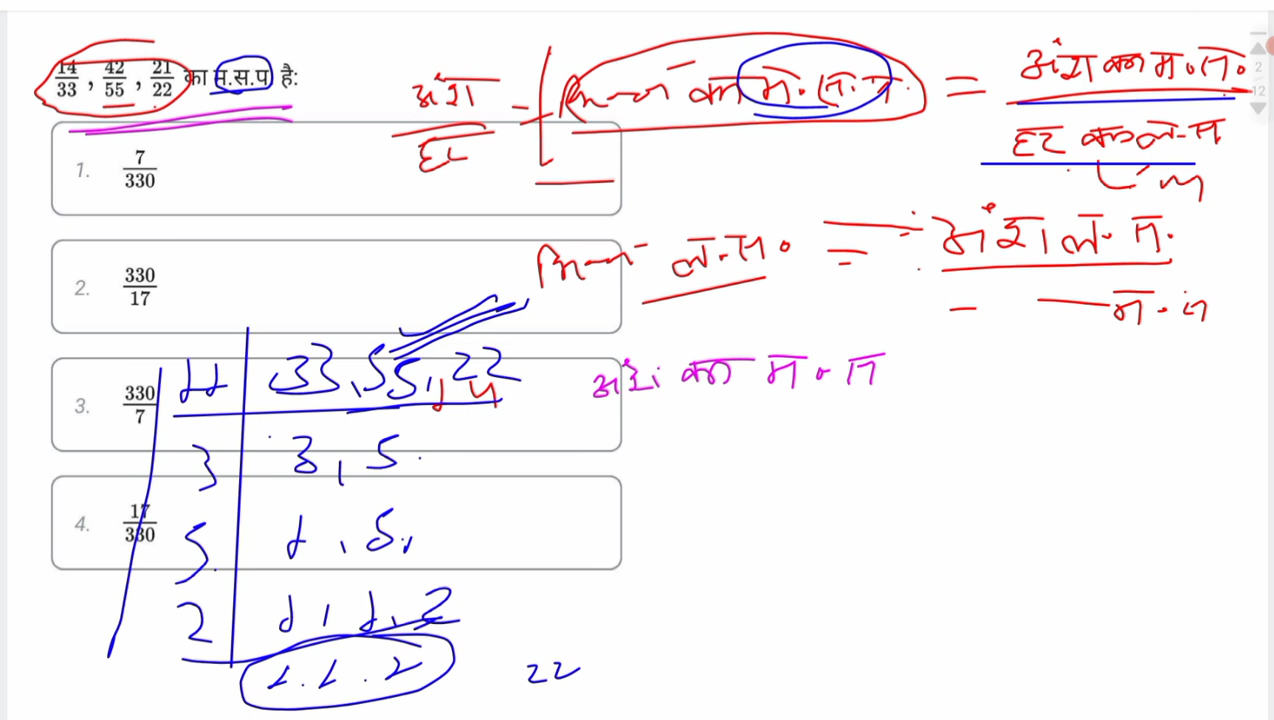 14/33 , 42/55 , 21/22 का म.स.प है:
1. 7/330
2. 330/17
3. 330/7
4. 17/330
अंश / हर = भिन्न का म.स.प = अंश का म.स. / हर का ल.स
भिन्न ल.स. = अंश ल.स. / म.स
अंश का म.स
11 | 33, 55, 22
3 | 3, 5
5 | 1, 5,
2 | 1, 1, 2
1. 1. 2
22
2
12